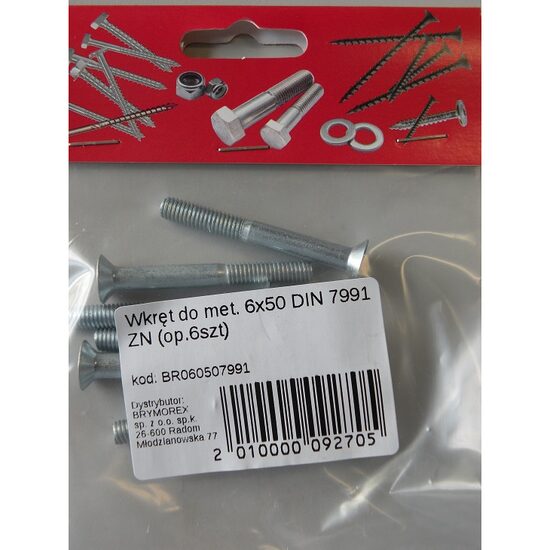 Wkręt do met. 6x50 DIN 7991
ZN (op.6szt)
kod: BR060507991
Dystrybutor:
BRYMOREX
sp. z o.o. sp.k.
26-600 Radom
Młodzianowska 77
2 010000 092705